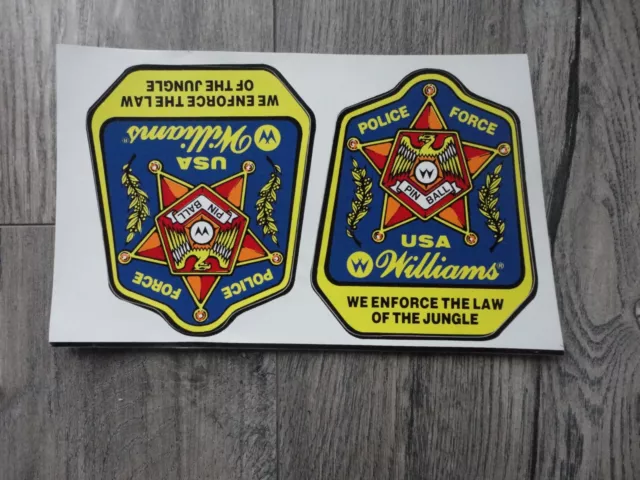 WE ENFORCE THE LAW
OF THE JUNGLE
W Williams®
USA
PIN BALL
W
POLICE FORCE
POLICE FORCE
W
PIN BALL
USA
W Williams®
WE ENFORCE THE LAW
OF THE JUNGLE